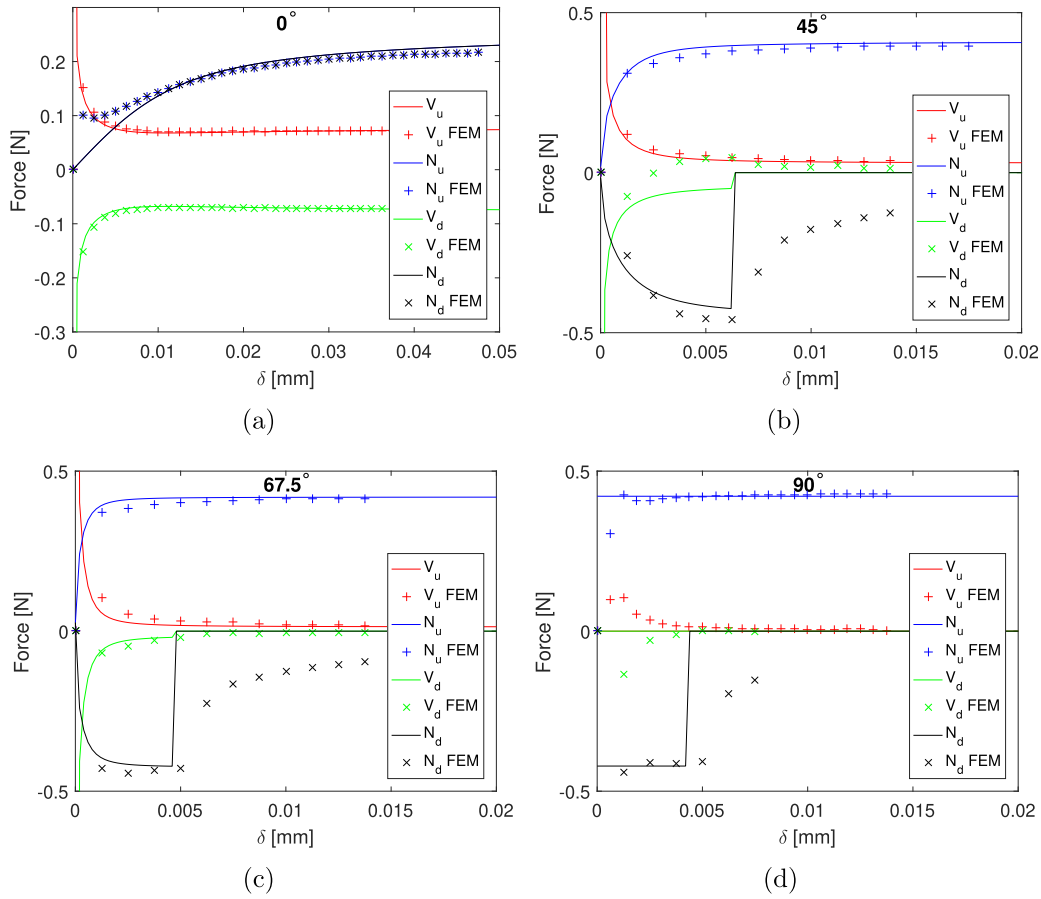 0°
Force [N]
0.2
0.1
0
-0.1
-0.2
-0.3
0
0.01
0.02
0.03
0.04
0.05
δ [mm]
V_u
V_u FEM
N_u
N_u FEM
V_d
V_d FEM
N_d
N_d FEM
(a)
45°
Force [N]
0.5
0
-0.5
0
0.005
0.01
0.015
0.02
δ [mm]
V_u
V_u FEM
N_u
N_u FEM
V_d
V_d FEM
N_d
N_d FEM
(b)
67.5°
Force [N]
0.5
0
-0.5
0
0.005
0.01
0.015
0.02
δ [mm]
V_u
V_u FEM
N_u
N_u FEM
V_d
V_d FEM
N_d
N_d FEM
(c)
90°
Force [N]
0.5
0
-0.5
0
0.005
0.01
0.015
0.02
δ [mm]
V_u
V_u FEM
N_u
N_u FEM
V_d
V_d FEM
N_d
N_d FEM
(d)